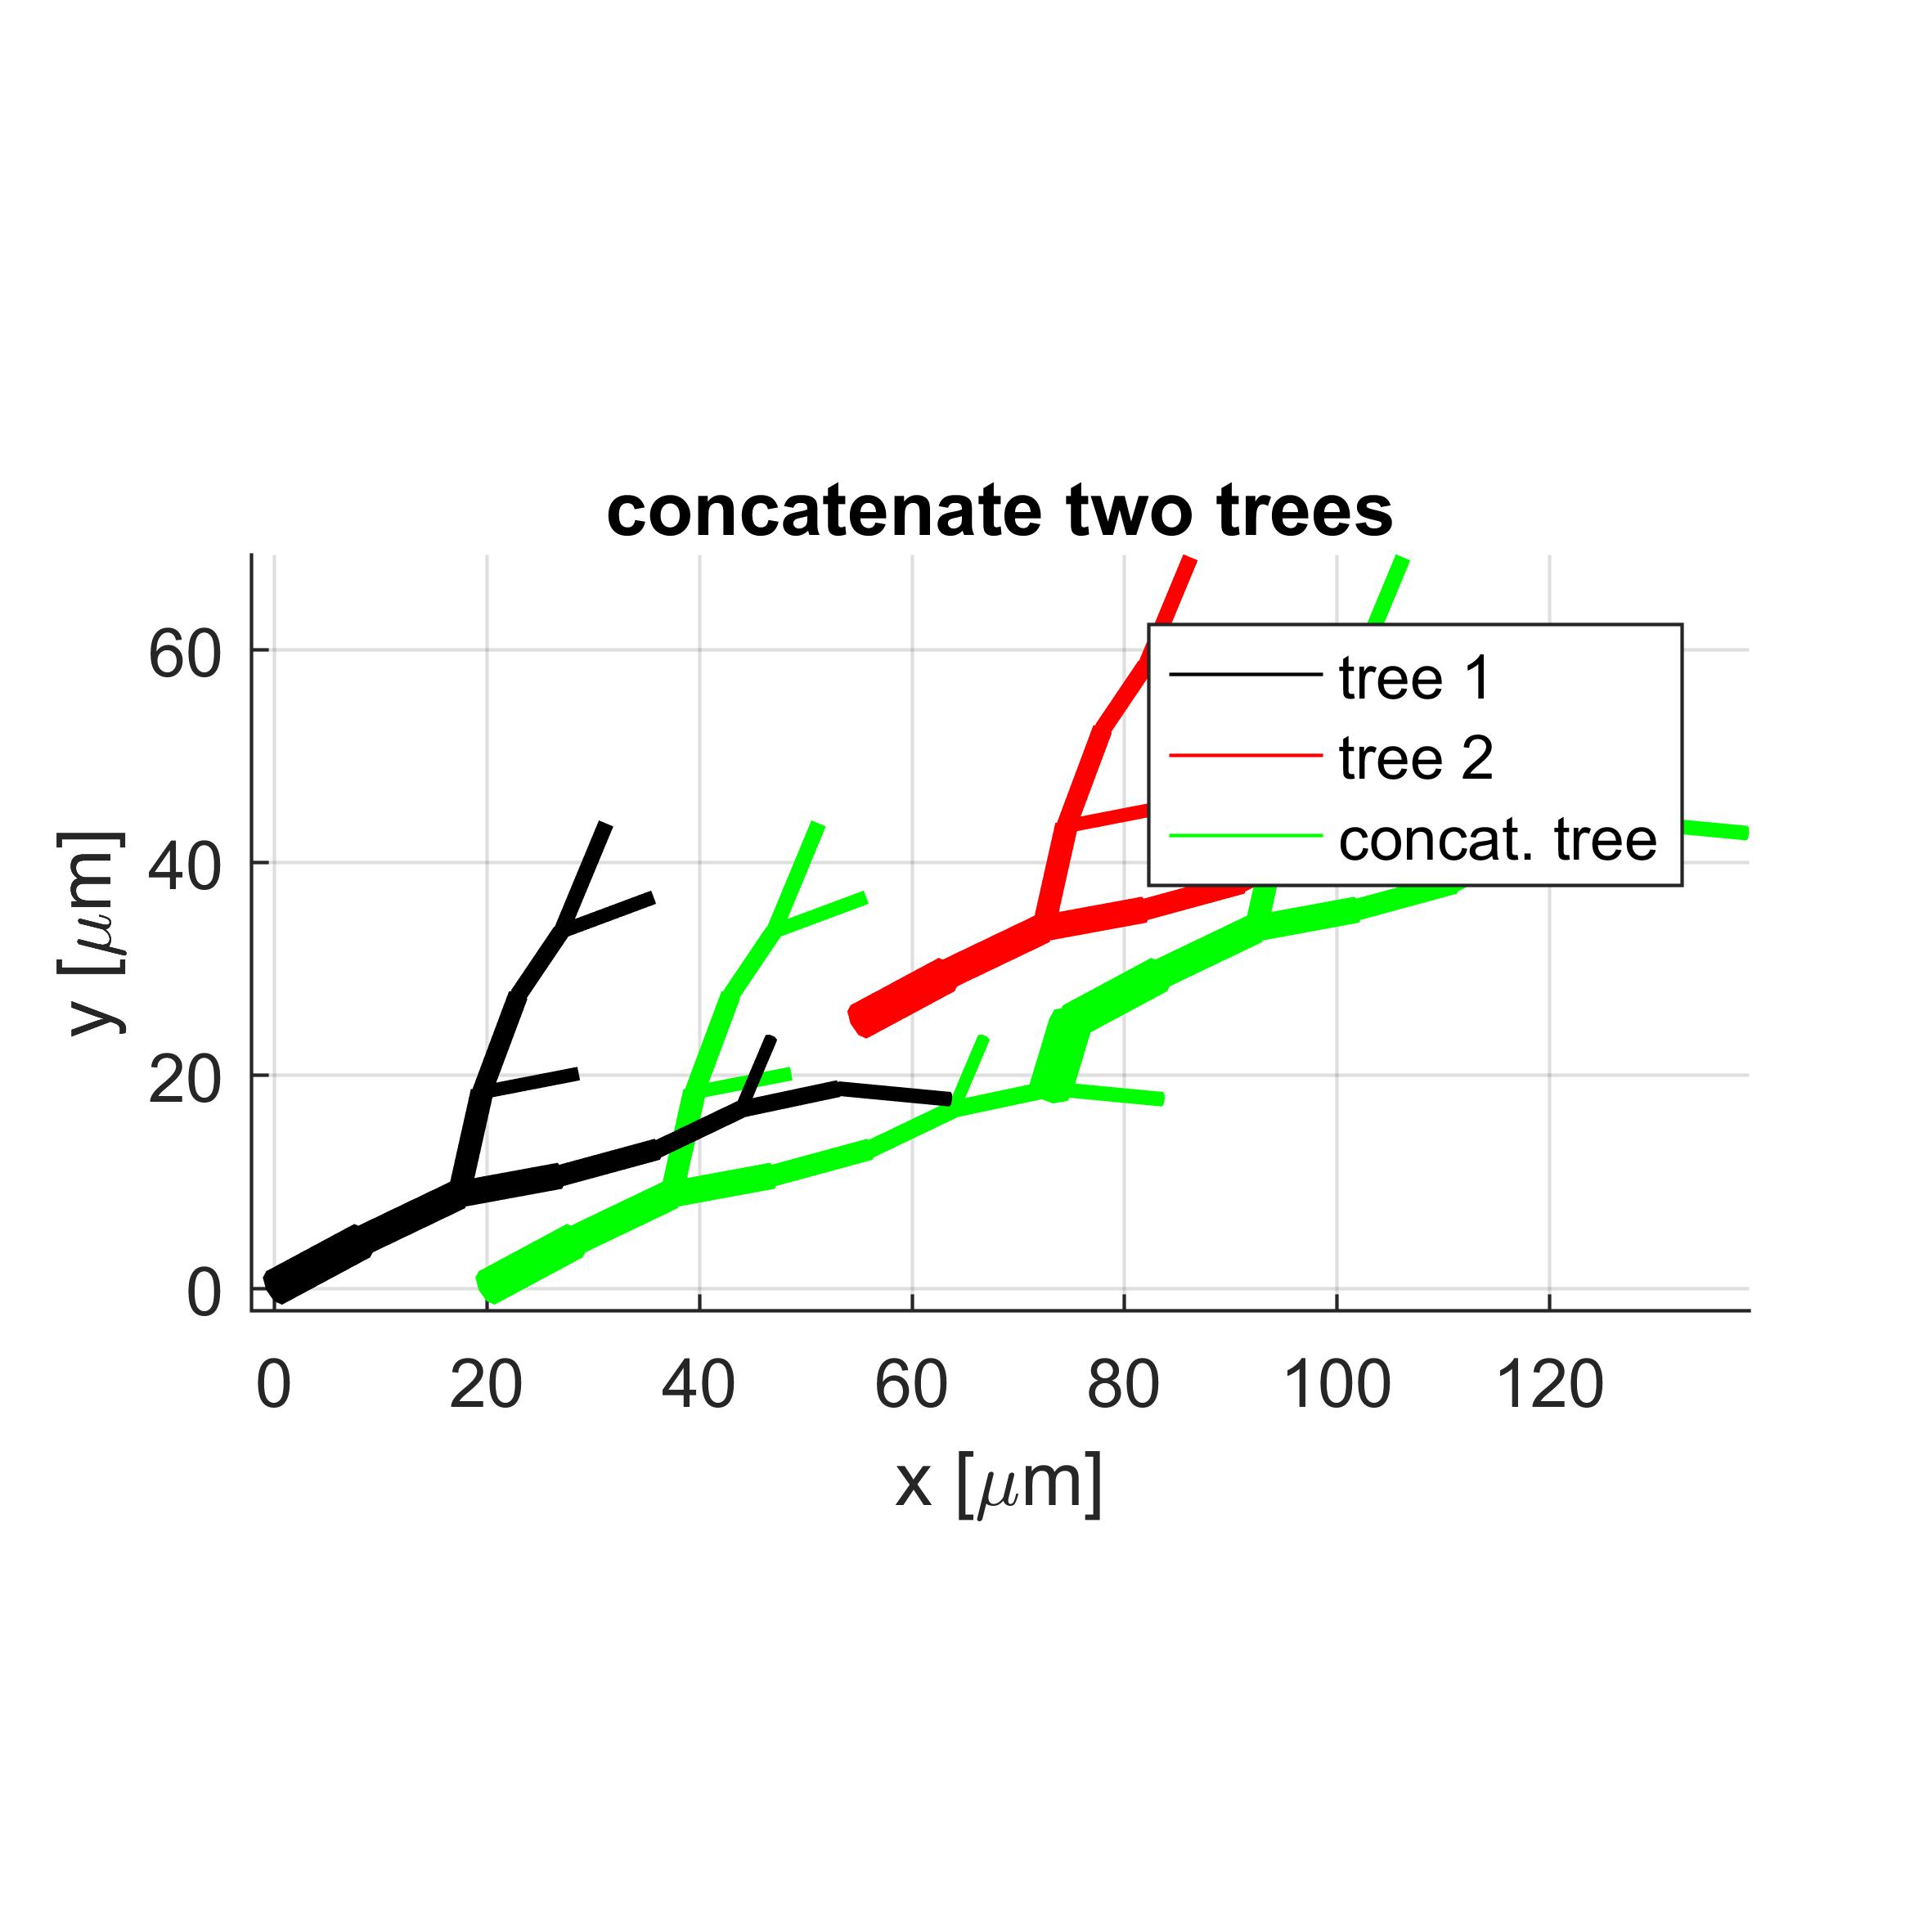 concatenate two trees
60
40
20
0
y [μm]
tree 1
tree 2
concat. tree
0 20 40 60 80 100 120
x [μm]